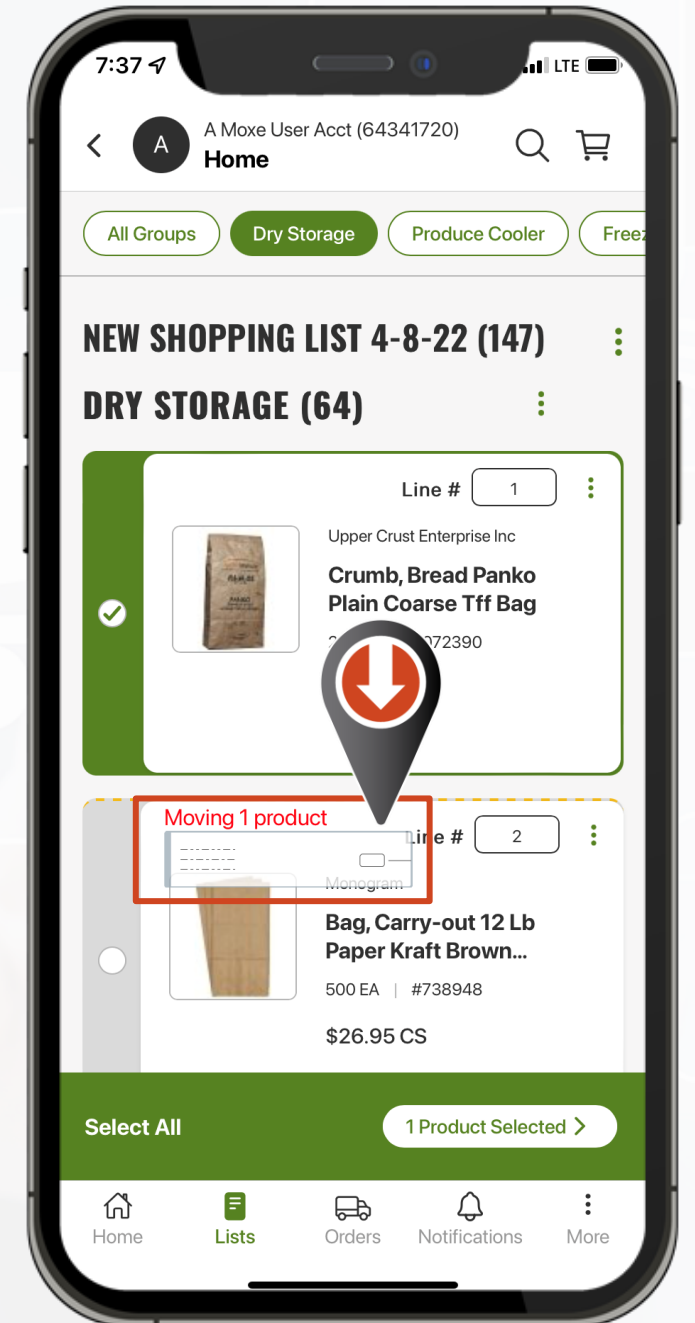 7:37
LTE
A Moxe User Acct (64341720)
A
Home
All Groups
Dry Storage
Produce Cooler
NEW SHOPPING LIST 4-8-22 (147)
DRY STORAGE (64)
Line # 1
Upper Crust Enterprise Inc
Crumb, Bread Panko
Plain Coarse Tff Bag
Moving 1 product
Line # 2
Monogram
Bag, Carry-out 12 Lb
Paper Kraft Brown...
500 EA | #738948
$26.95 CS
Select All
1 Product Selected
Home
Lists
Orders
Notifications
More